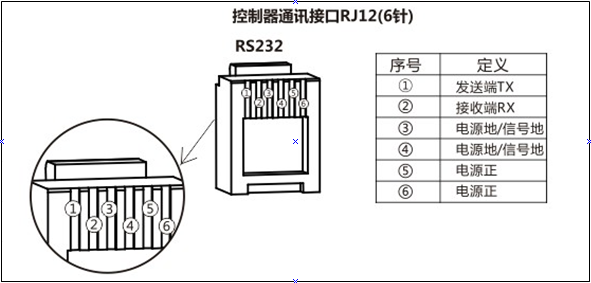 控制器通讯接口RJ12(6针)
RS232
①
②
③
④
⑤
⑥
①
②
③
④
⑤
⑥
序号 定义
① 发送端TX
② 接收端RX
③ 电源地/信号地
④ 电源地/信号地
⑤ 电源正
⑥ 电源正